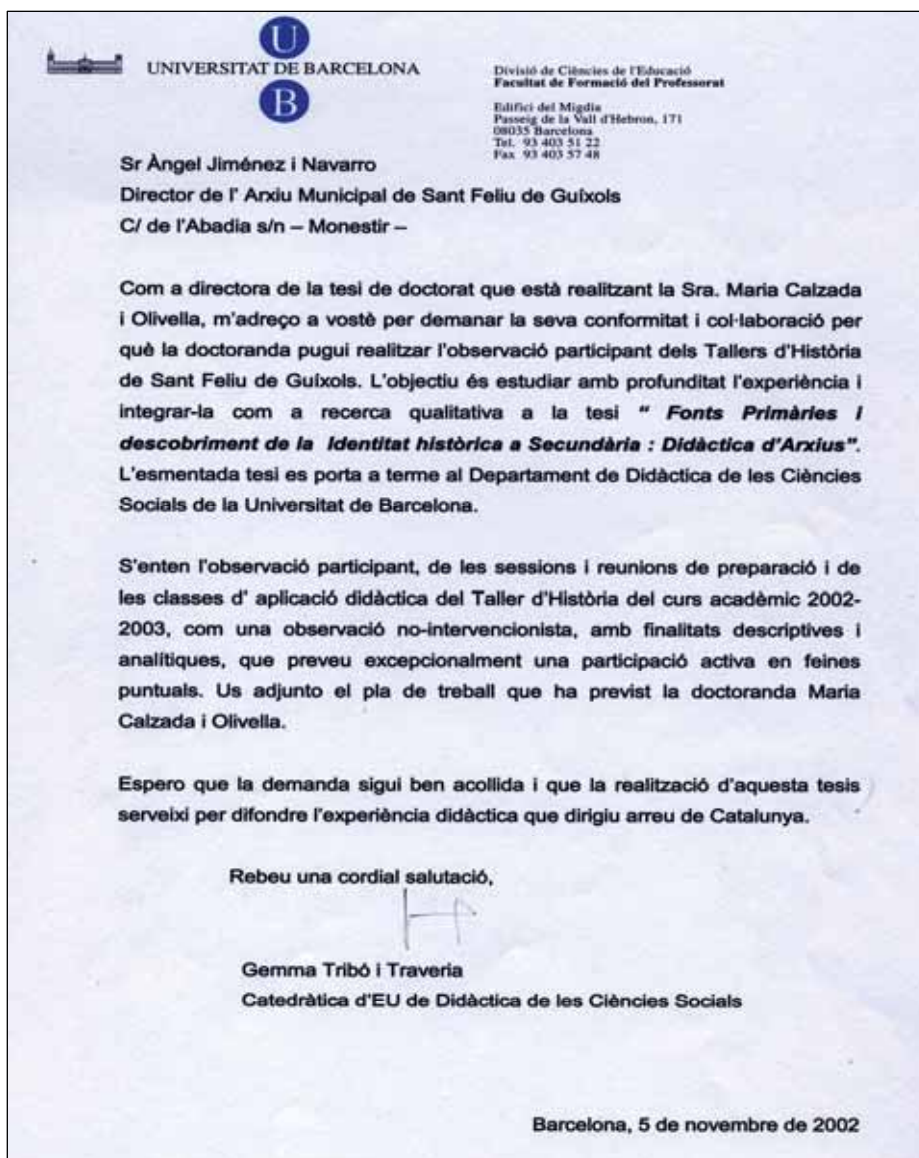 U
UNIVERSITAT DE BARCELONA
B
Divisió de Ciències de l'Educació
Facultat de Formació del Professorat
Edifici del Migdia
Passeig de la Vall d'Hebron, 171
08035 Barcelona
Tel. 93 403 51 22
Fax 93 403 57 48
Sr Àngel Jiménez i Navarro
Director de l' Arxiu Municipal de Sant Feliu de Guíxols
C/ de l'Abadia s/n – Monestir –
Com a directora de la tesi de doctorat que està realitzant la Sra. Maria Calzada
i Olivella, m'adreço a vostè per demanar la seva conformitat i col·laboració per
què la doctoranda pugui realitzar l'observació participant dels Tallers d'Història
de Sant Feliu de Guíxols. L'objectiu és estudiar amb profunditat l'experiència i
integrar-la com a recerca qualitativa a la tesi " Fonts Primàries i
descobriment de la Identitat històrica a Secundària : Didàctica d'Arxius".
L'esmentada tesi es porta a terme al Departament de Didàctica de les Ciències
Socials de la Universitat de Barcelona.
S'enten l'observació participant, de les sessions i reunions de preparació i de
les classes d' aplicació didàctica del Taller d'Història del curs acadèmic 2002-
2003, com una observació no-intervencionista, amb finalitats descriptives i
analítiques, que preveu excepcionalment una participació activa en feines
puntuals. Us adjunto el pla de treball que ha previst la doctoranda Maria
Calzada i Olivella.
Espero que la demanda sigui ben acollida i que la realització d'aquesta tesis
serveixi per difondre l'experiència didàctica que dirigiu arreu de Catalunya.
Rebeu una cordial salutació,
Gemma Tribó i Traveria
Catedràtica d'EU de Didàctica de les Ciències Socials
Barcelona, 5 de novembre de 2002